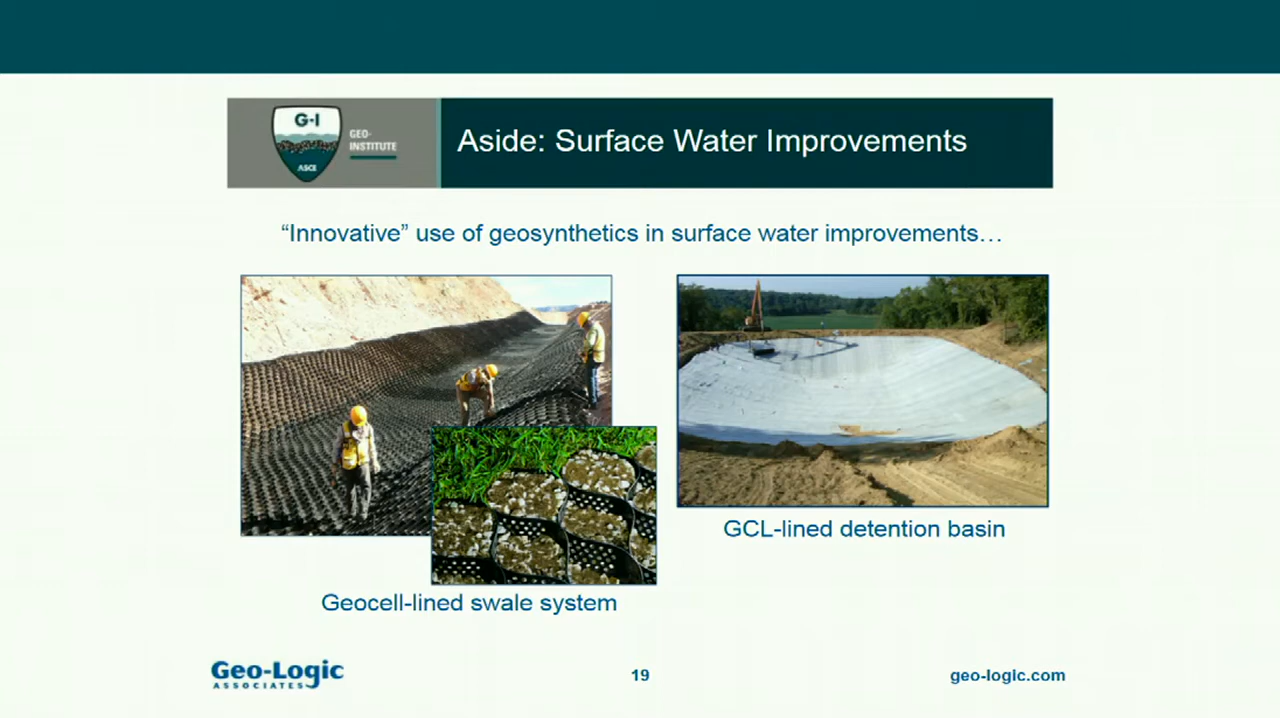 G-I
ASCE
GEO-
INSTITUTE
Aside: Surface Water Improvements
“Innovative” use of geosynthetics in surface water improvements…
GCL-lined detention basin
Geocell-lined swale system
Geo-Logic
ASSOCIATES
19
geo-logic.com